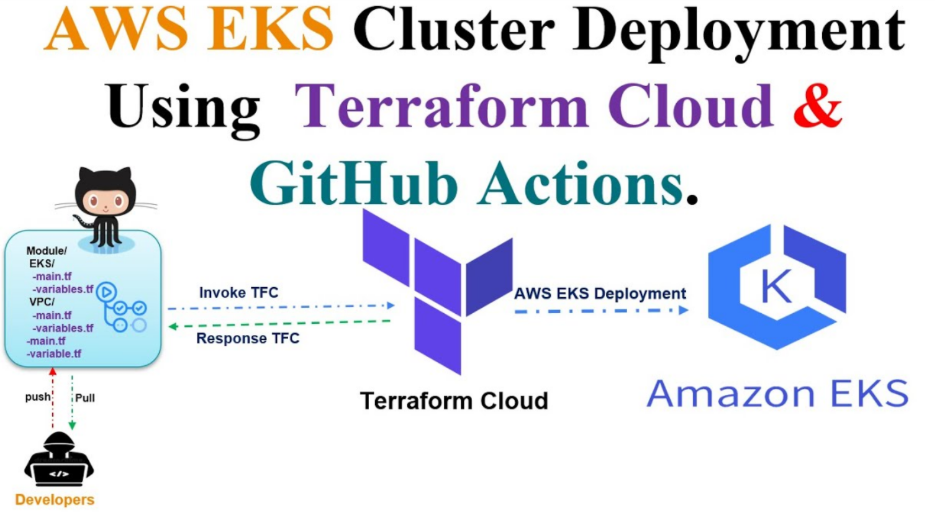 AWS EKS Cluster Deployment
Using Terraform Cloud &
GitHub Actions.
Module/
EKS/
-main.tf
-variables.tf
VPC/
-main.tf
-variables.tf
-main.tf
-variable.tf
Invoke TFC
Response TFC
AWS EKS Deployment
K
Terraform Cloud
Amazon EKS
push
Pull
</>
Developers